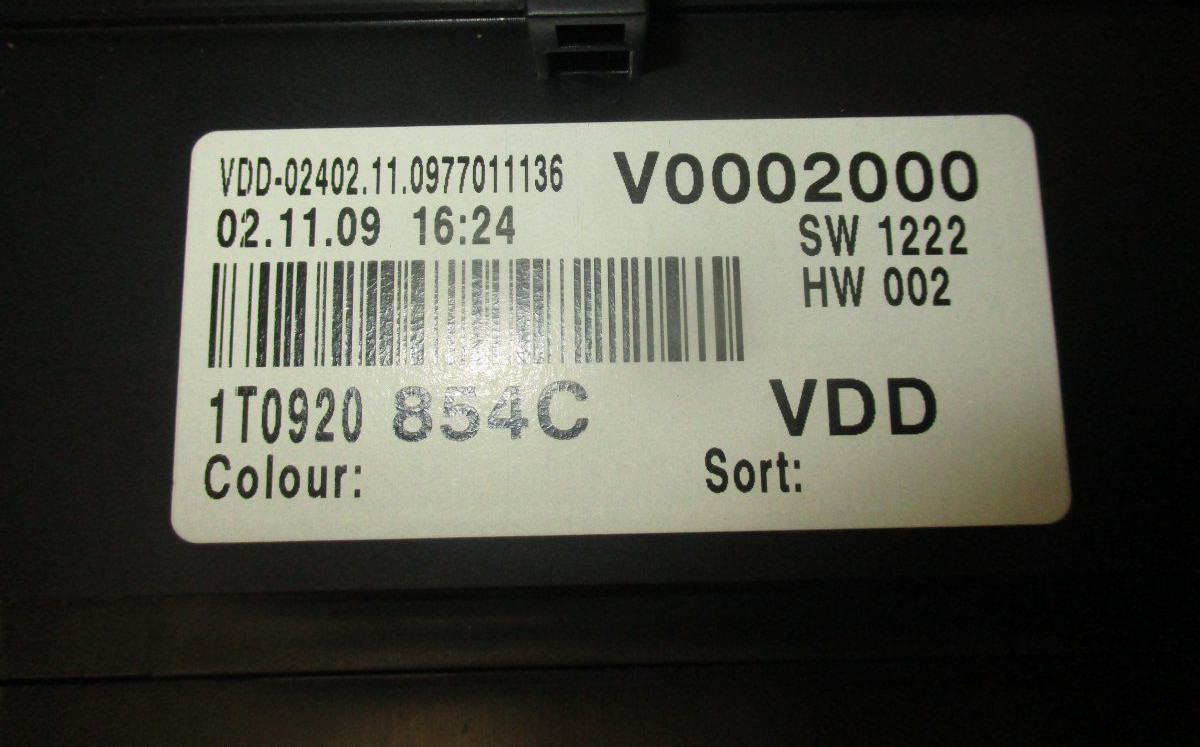 VDD-02402.11.0977011136 V0002000
02.11.09 16:24 SW 1222
HW 002
1T0920 854C VDD
Colour: Sort: